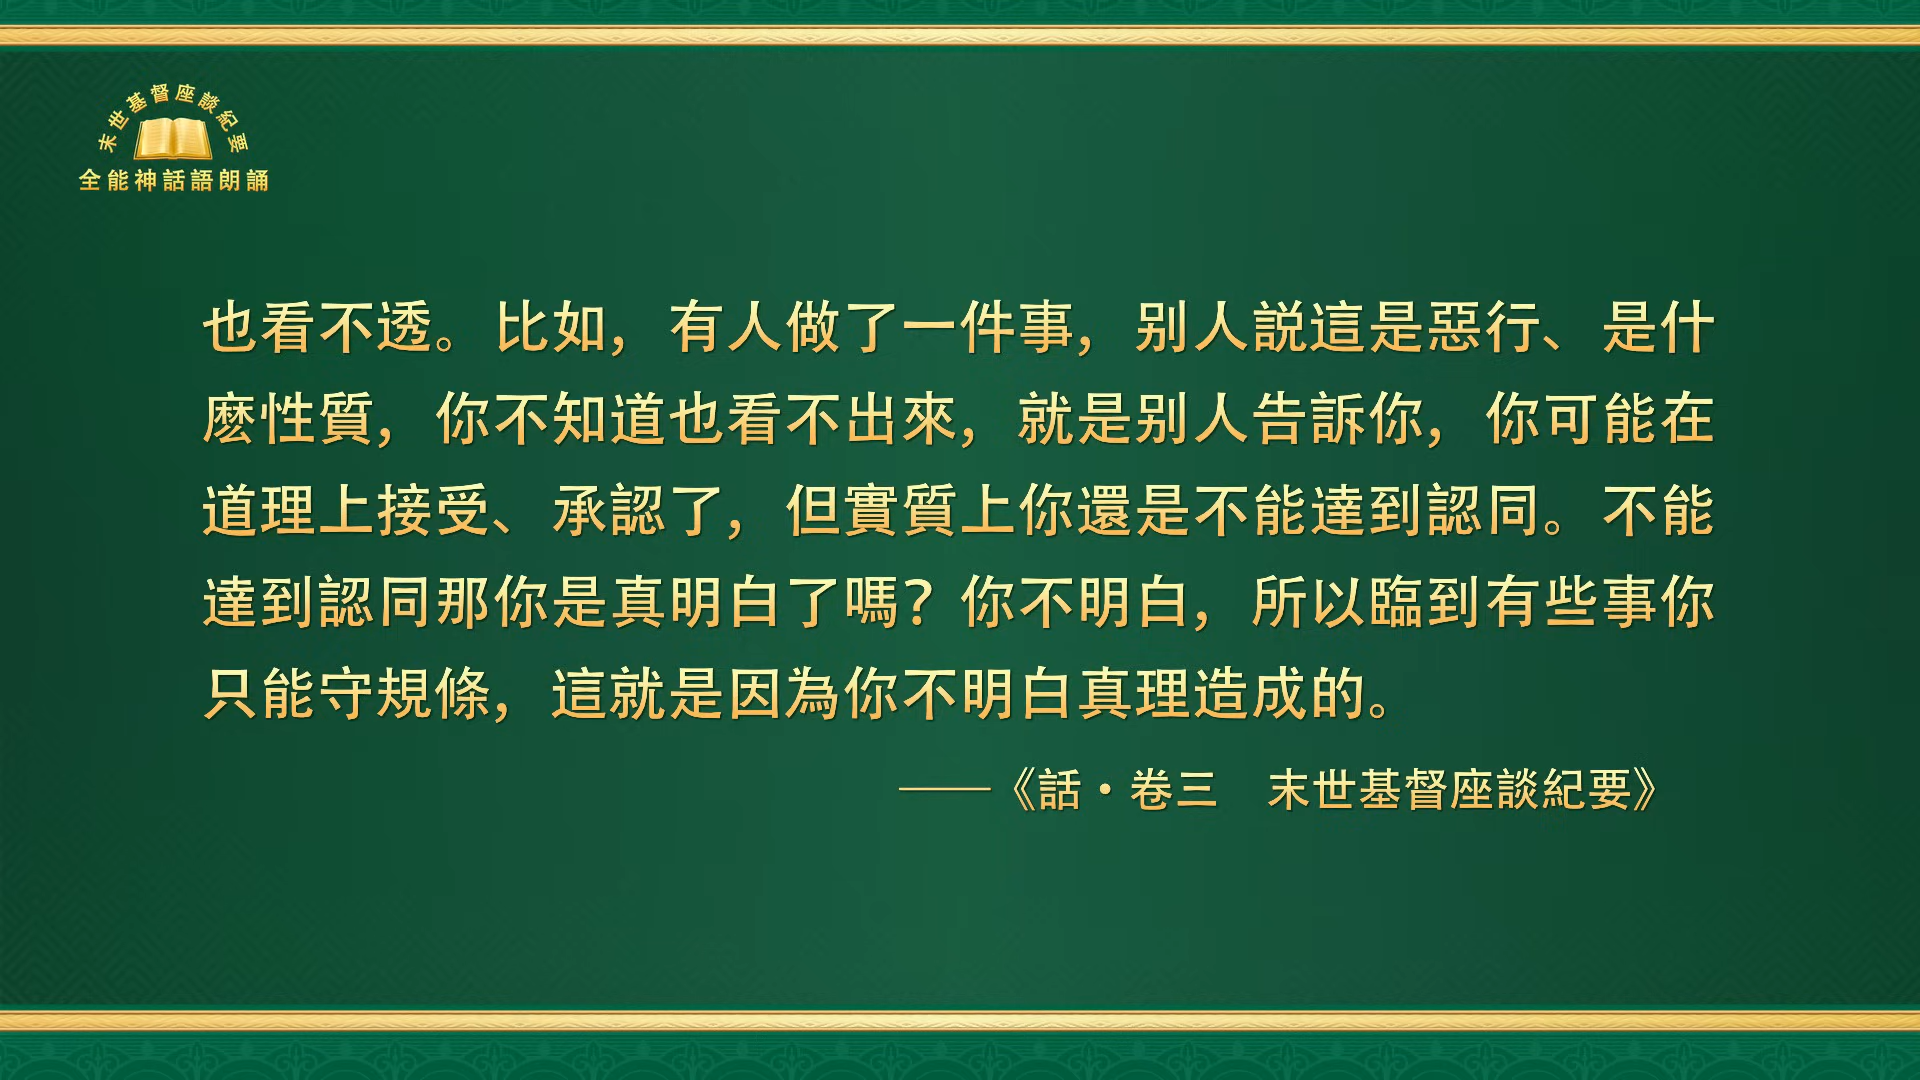 末世基督座談紀要
全能神話語朗誦
也看不透。比如，有人做了一件事，别人説這是惡行、是什
麽性質，你不知道也看不出來，就是别人告訴你，你可能在
道理上接受、承認了，但實質上你還是不能達到認同。不能
達到認同那你是真明白了嗎？你不明白，所以臨到有些事你
只能守規條，這就是因為你不明白真理造成的。
——《話・卷三　末世基督座談紀要》